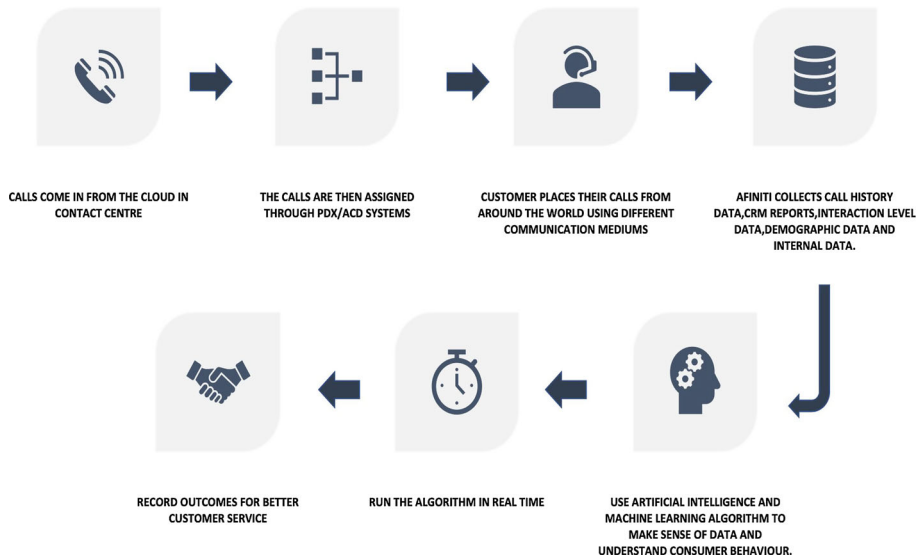 CALLS COME IN FROM THE CLOUD IN
CONTACT CENTRE
THE CALLS ARE THEN ASSIGNED
THROUGH PDX/ACD SYSTEMS
CUSTOMER PLACES THEIR CALLS FROM
AROUND THE WORLD USING DIFFERENT
COMMUNICATION MEDIUMS
AFINITI COLLECTS CALL HISTORY
DATA,CRM REPORTS,INTERACTION LEVEL
DATA,DEMOGRAPHIC DATA AND
INTERNAL DATA.
USE ARTIFICIAL INTELLIGENCE AND
MACHINE LEARNING ALGORITHM TO
MAKE SENSE OF DATA AND
UNDERSTAND CONSUMER BEHAVIOUR.
RUN THE ALGORITHM IN REAL TIME
RECORD OUTCOMES FOR BETTER
CUSTOMER SERVICE